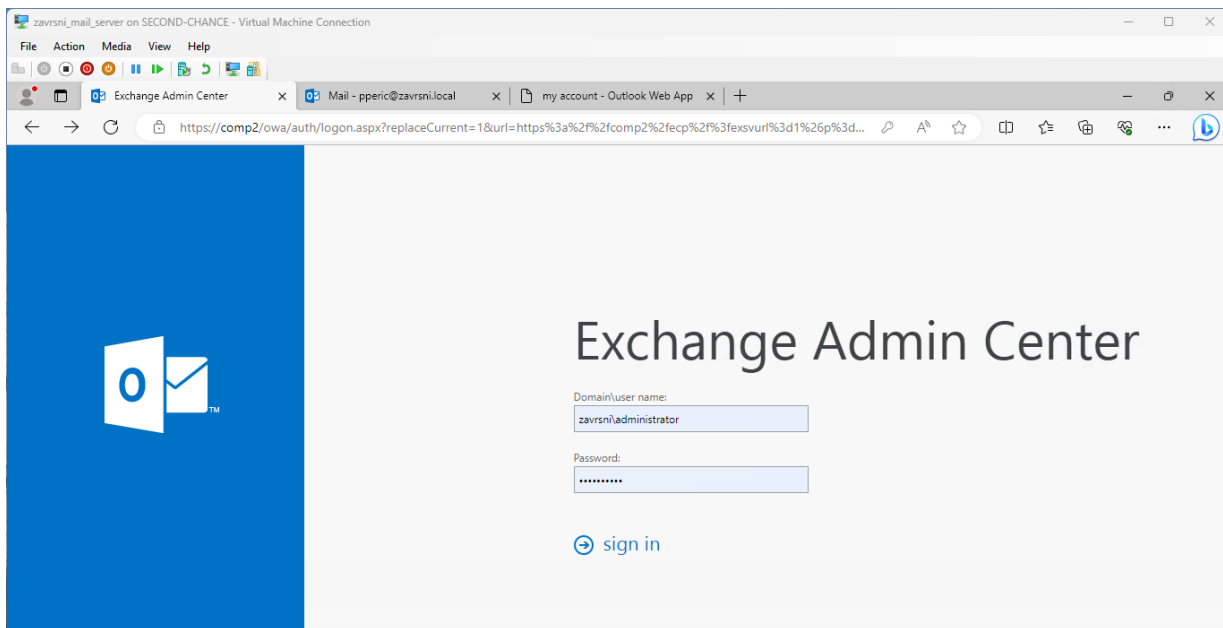 zavrsni_mail_server on SECOND-CHANCE - Virtual Machine Connection
File Action Media View Help
Exchange Admin Center Mail - pperic@zavrsni.local my account - Outlook Web App
https://comp2/owa/auth/logon.aspx?replaceCurrent=1&url=https%3a%2f%2fcomp2%2fecp%2f%3fexsvurl%3d1%26p%3d...
Exchange Admin Center
Domain\user name:
zavrsni\administrator
Password:
••••••••••
sign in
O
TM